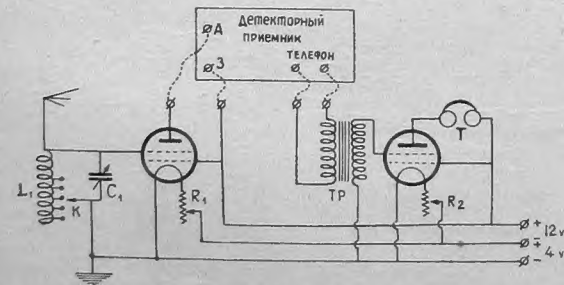 Детекторный
приемник
А
З
ТЕЛЕФОН
L₁
C₁
K
R₁
ТР
Т
R₂
+
12 v
∓
4 v
−